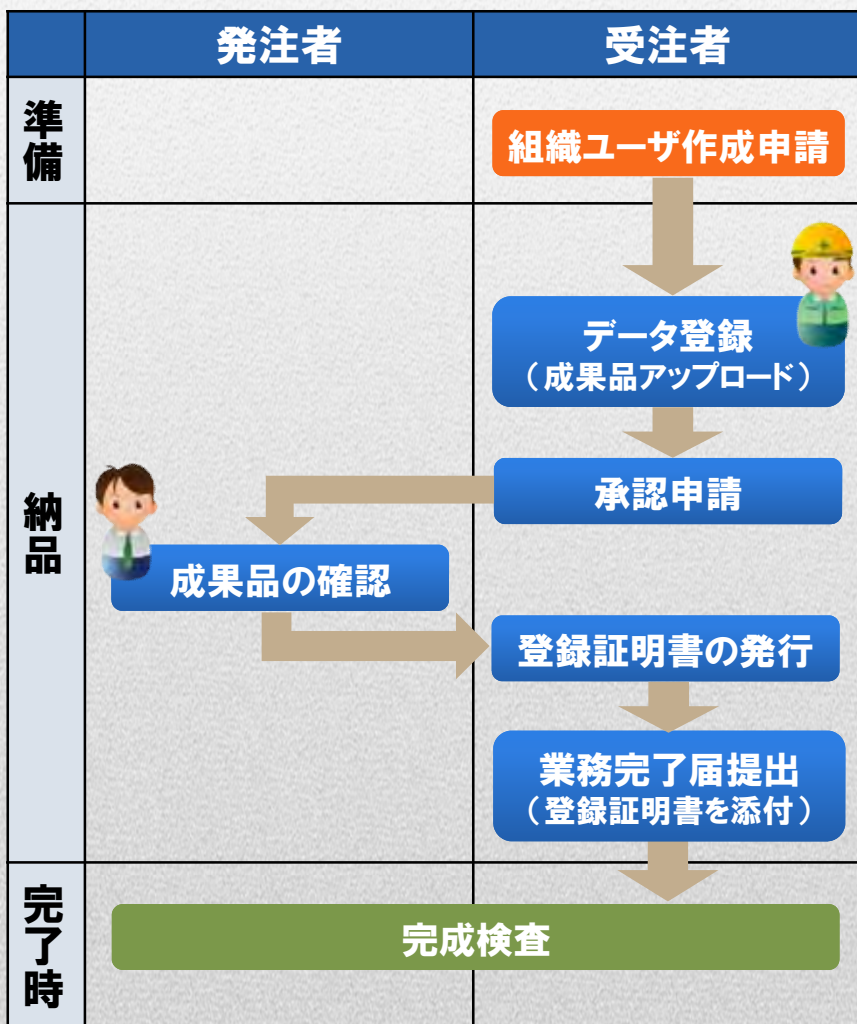 発注者
受注者
準備
組織ユーザ作成申請
納品
データ登録
（成果品アップロード）
承認申請
成果品の確認
登録証明書の発行
業務完了届提出
（登録証明書を添付）
完了時
完成検査